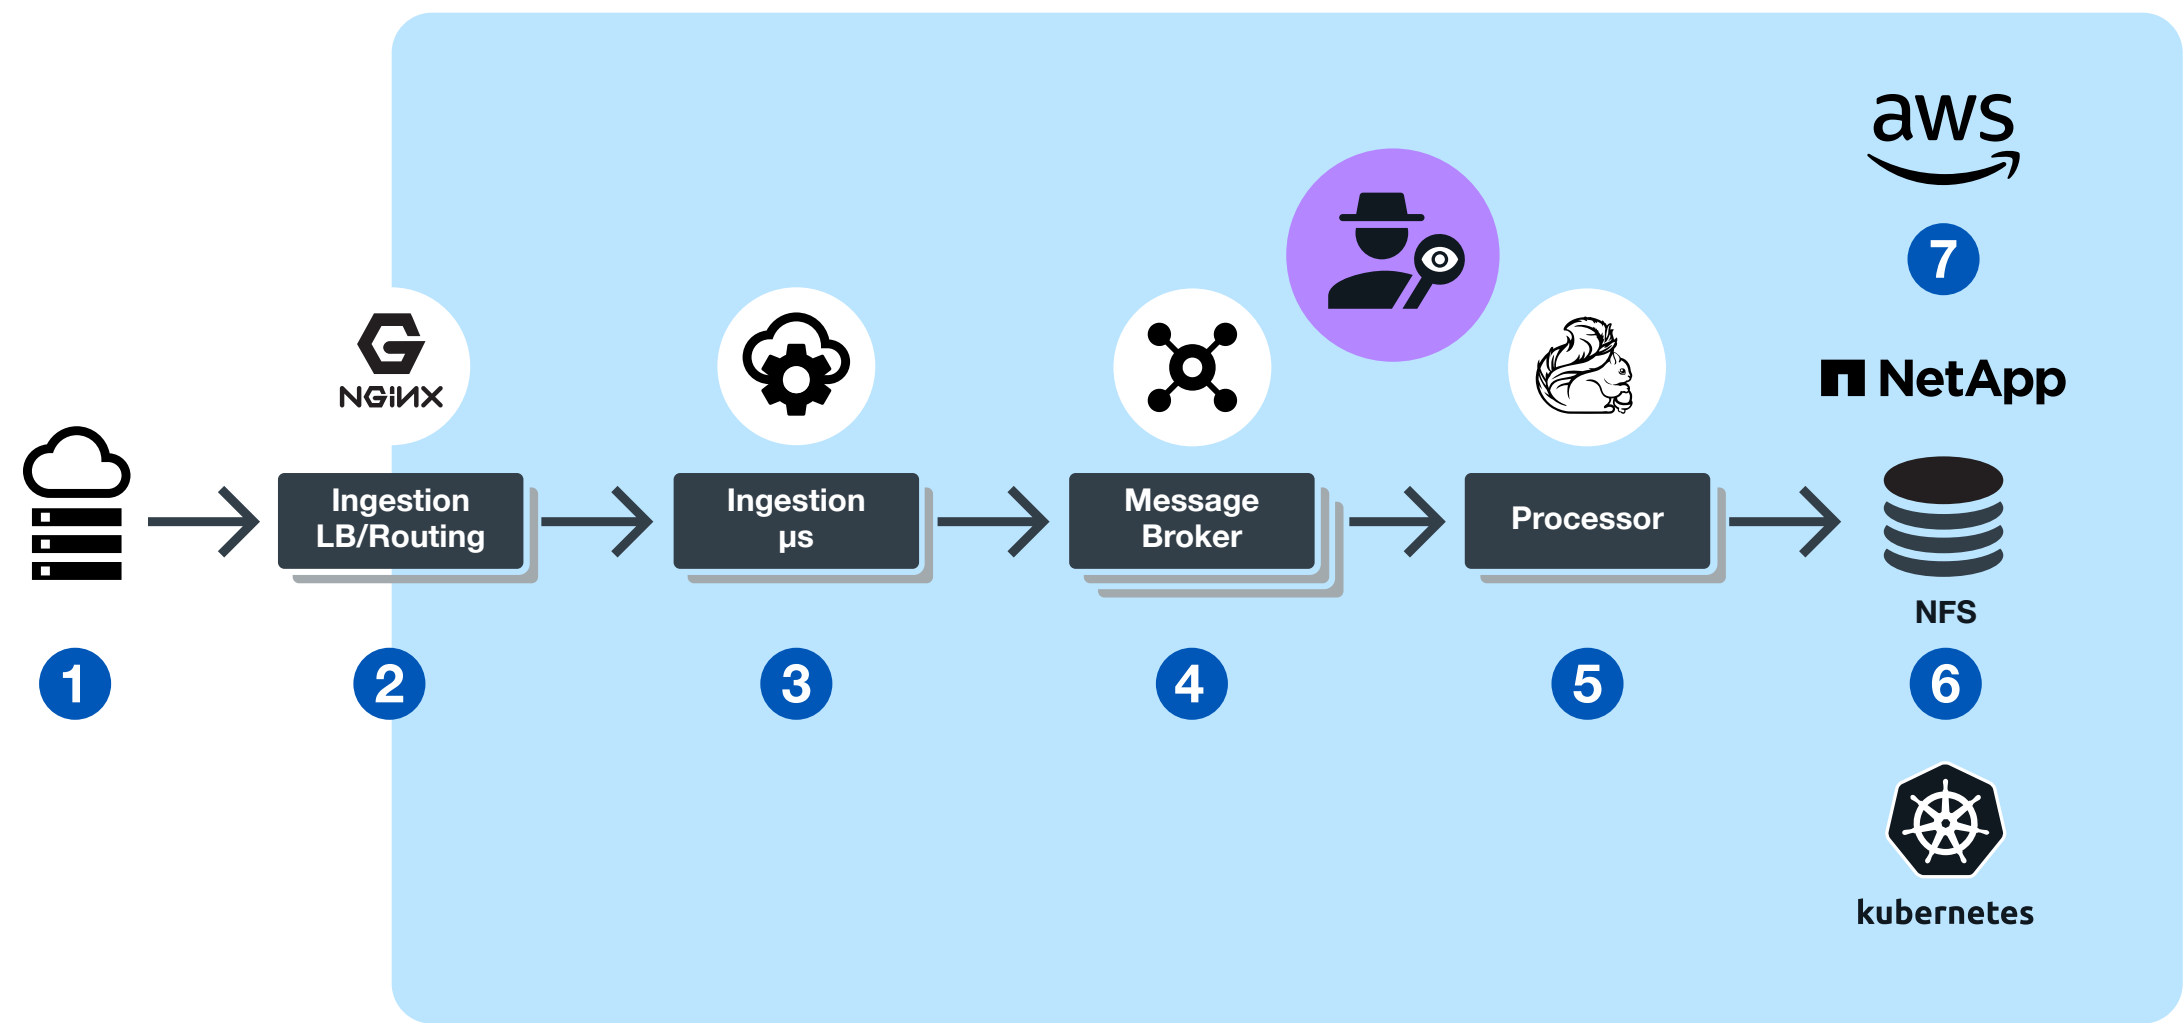 aws
7
NGINX
NetApp
Ingestion
LB/Routing
Ingestion
µs
Message
Broker
Processor
NFS
1
2
3
4
5
6
kubernetes